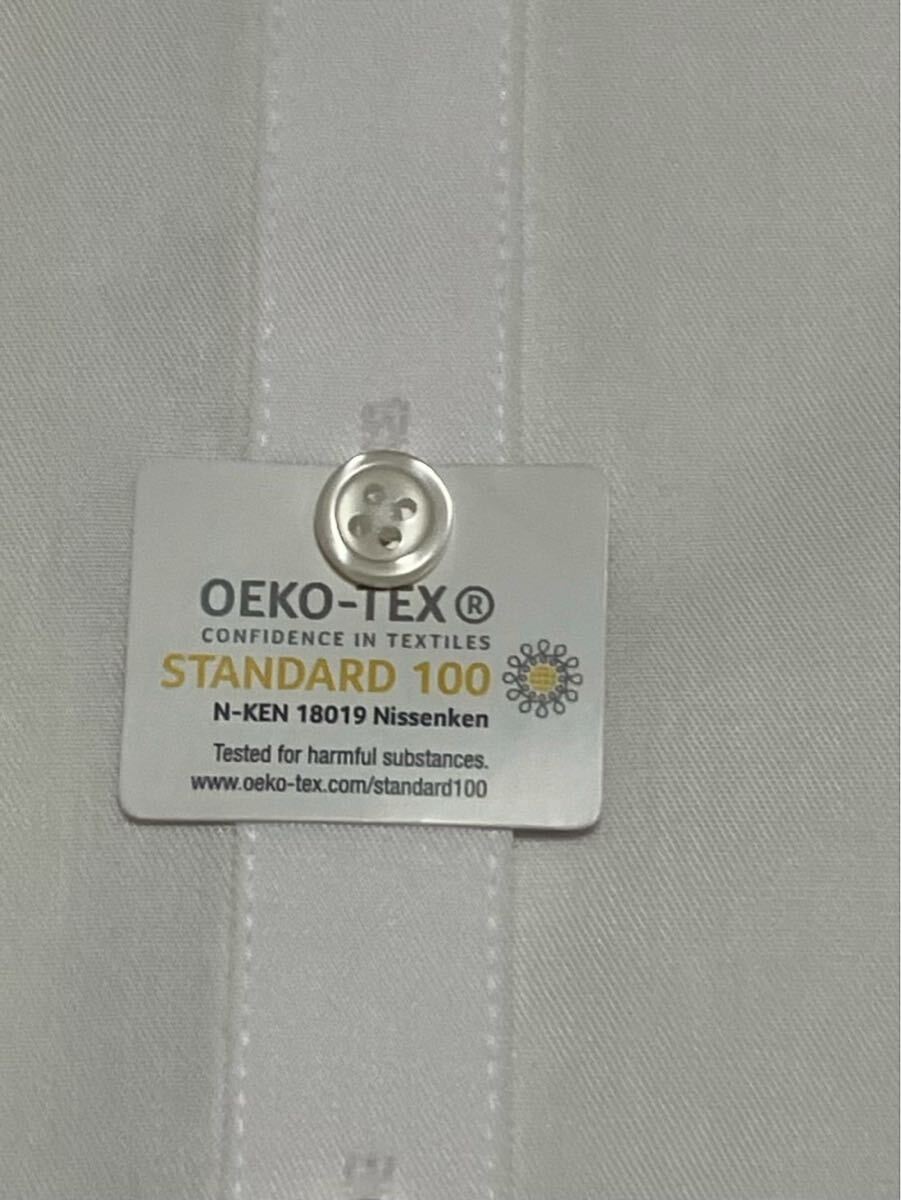 OEKO-TEX®
CONFIDENCE IN TEXTILES
STANDARD 100
N-KEN 18019 Nissenken
Tested for harmful substances.
www.oeko-tex.com/standard100